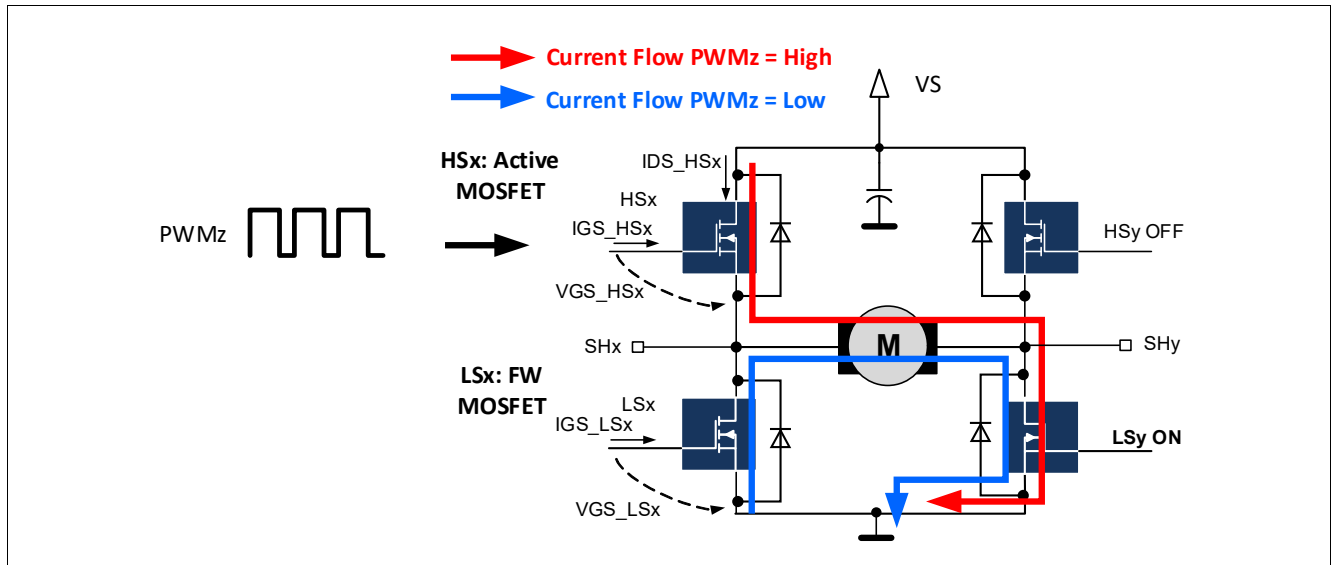 Current Flow PWMz = High
Current Flow PWMz = Low
VS
HSx: Active
MOSFET
IDS_HSx
HSx
IGS_HSx
PWMz
HSy OFF
VGS_HSx
SHx
M
SHy
LSx: FW
MOSFET
LSx
IGS_LSx
LSy ON
VGS_LSx